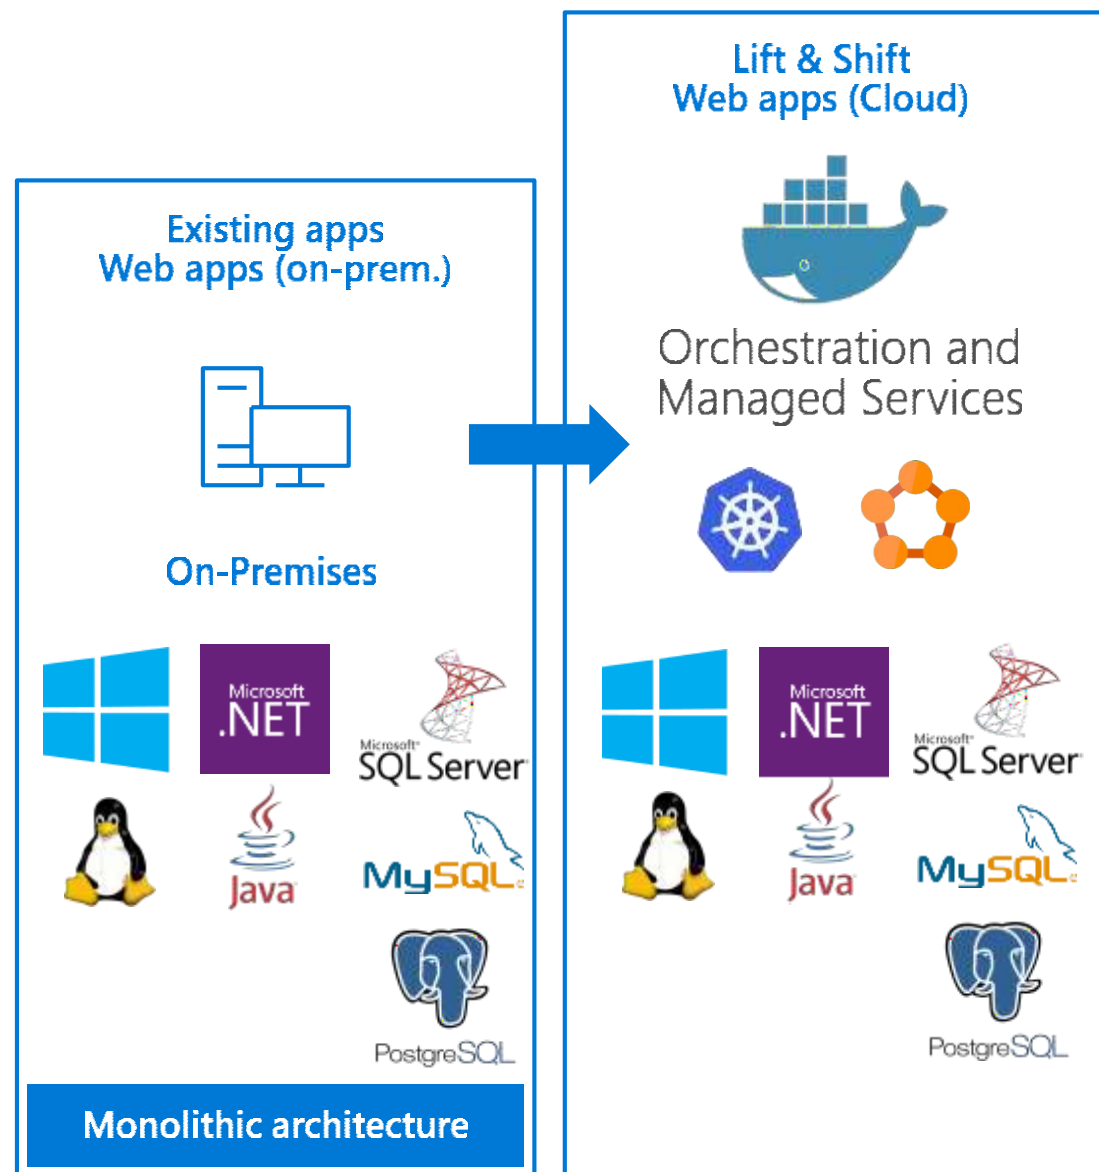 Existing apps
Web apps (on-prem.)
On-Premises
Microsoft
.NET
Microsoft
SQL Server
Java
MySQL
PostgreSQL
Monolithic architecture
Lift & Shift
Web apps (Cloud)
Orchestration and
Managed Services
Microsoft
.NET
Microsoft
SQL Server
Java
MySQL
PostgreSQL